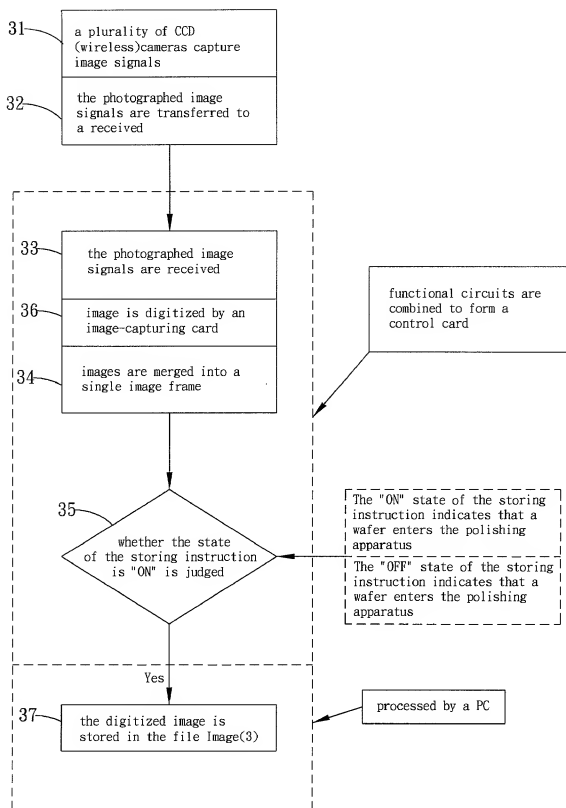 31
a plurality of CCD
(wireless)cameras capture
image signals
32
the photographed image
signals are transferred to
a received
33
the photographed image
signals are received
36
image is digitized by an
image-capturing card
34
images are merged into a
single image frame
functional circuits are
combined to form a
control card
35
whether the state
of the storing instruction
is "ON" is judged
The "ON" state of the storing
instruction indicates that a
wafer enters the polishing
apparatus
The "OFF" state of the storing
instruction indicates that a
wafer enters the polishing
apparatus
Yes
37
the digitized image is
stored in the file Image(3)
processed by a PC